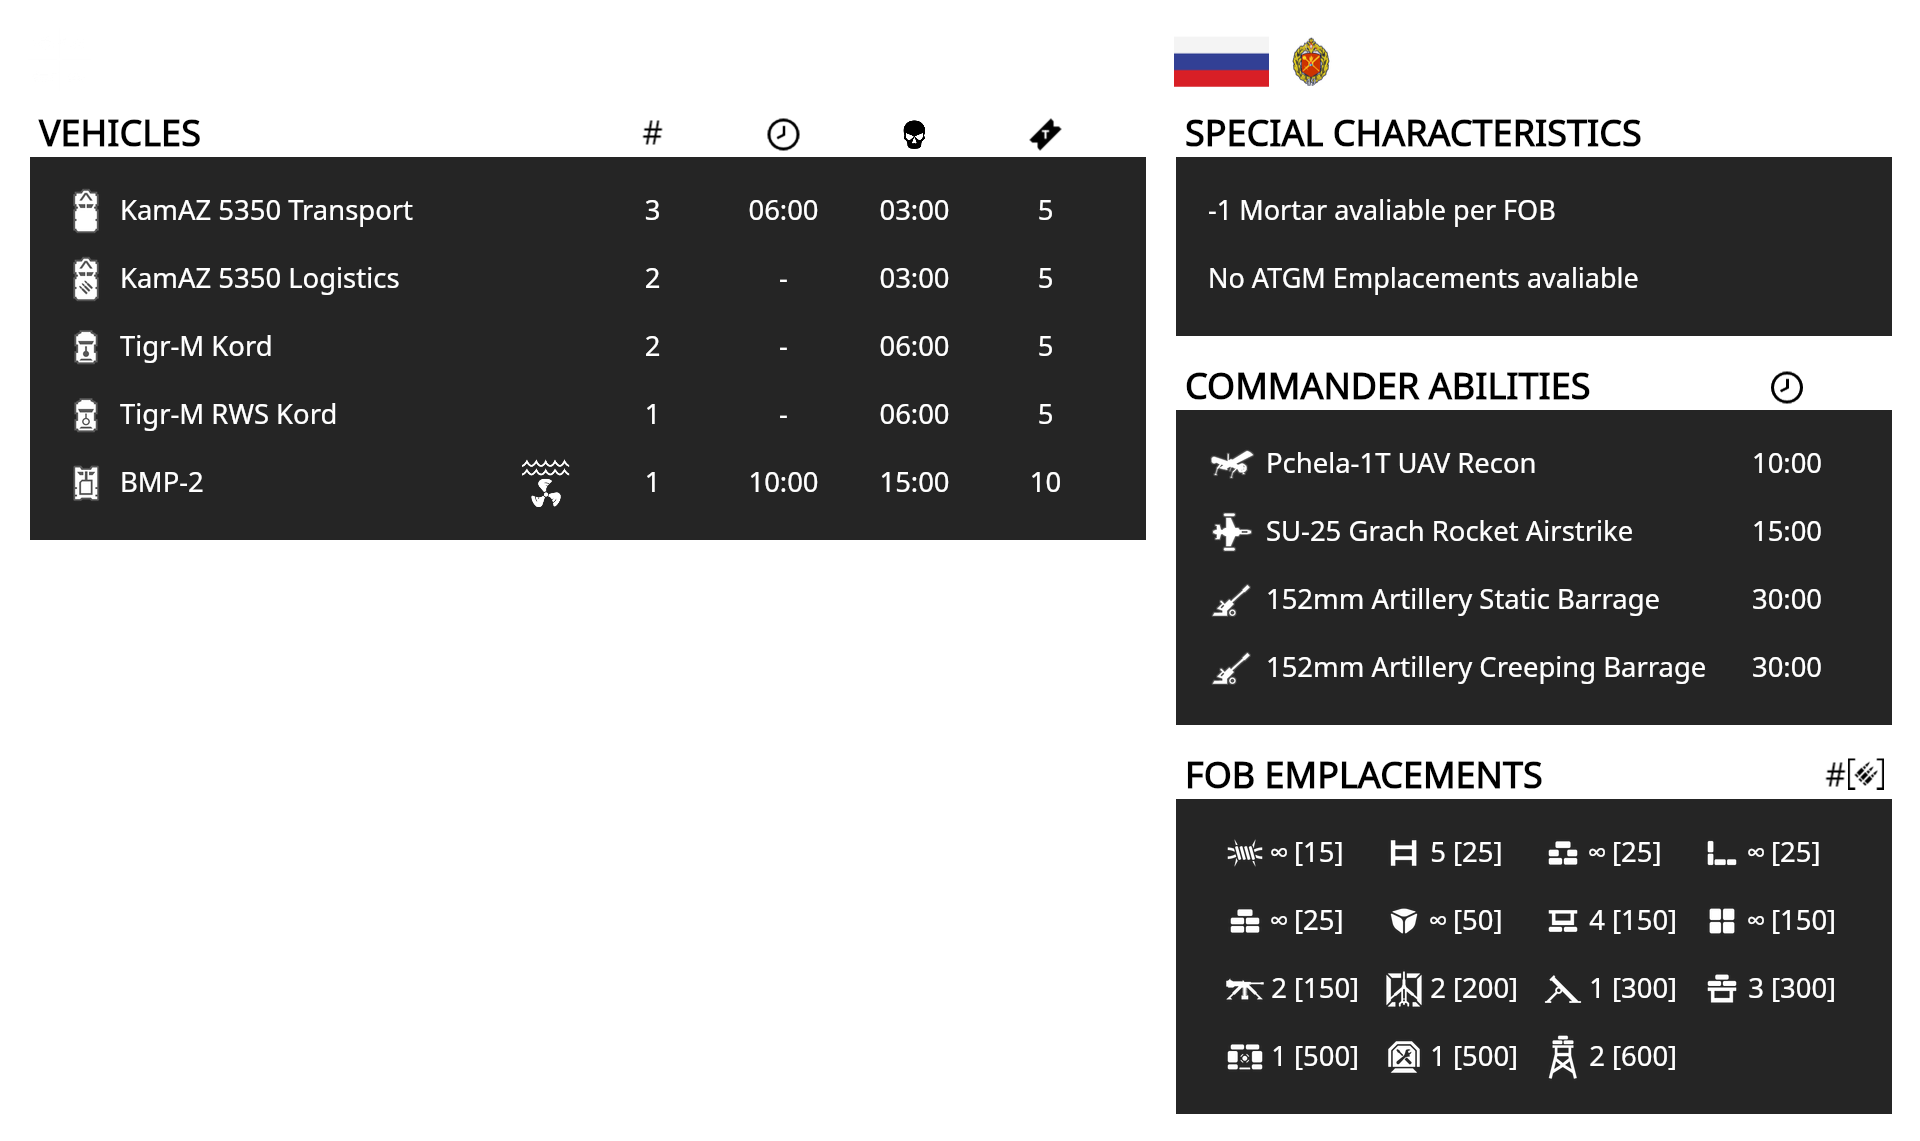 VEHICLES #
KamAZ 5350 Transport 3 06:00 03:00 5
KamAZ 5350 Logistics 2 - 03:00 5
Tigr-M Kord 2 - 06:00 5
Tigr-M RWS Kord 1 - 06:00 5
BMP-2 1 10:00 15:00 10
SPECIAL CHARACTERISTICS
-1 Mortar avaliable per FOB
No ATGM Emplacements avaliable
COMMANDER ABILITIES
Pchela-1T UAV Recon 10:00
SU-25 Grach Rocket Airstrike 15:00
152mm Artillery Static Barrage 30:00
152mm Artillery Creeping Barrage 30:00
FOB EMPLACEMENTS #[]
∞ [15] 5 [25] ∞ [25] ∞ [25]
∞ [25] ∞ [50] 4 [150] ∞ [150]
2 [150] 2 [200] 1 [300] 3 [300]
1 [500] 1 [500] 2 [600]